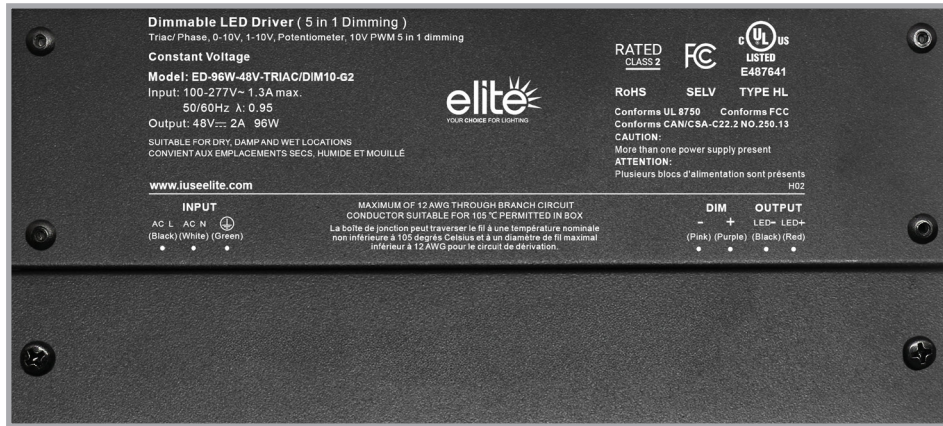 Dimmable LED Driver ( 5 in 1 Dimming )
Triac/ Phase, 0-10V, 1-10V, Potentiometer, 10V PWM 5 in 1 dimming
Constant Voltage
Model: ED-96W-48V-TRIAC/DIM10-G2
Input: 100-277V~ 1.3A max.
50/60Hz λ: 0.95
Output: 48V⎓ 2A 96W
SUITABLE FOR DRY, DAMP AND WET LOCATIONS
CONVIENT AUX EMPLACEMENTS SECS, HUMIDE ET MOUILLÉ
www.iuseelite.com
elite
YOUR CHOICE FOR LIGHTING
RATED
CLASS 2
FC
C UL US
LISTED
E487641
RoHS SELV TYPE HL
Conforms UL 8750 Conforms FCC
Conforms CAN/CSA-C22.2 NO.250.13
CAUTION:
More than one power supply present
ATTENTION:
Plusieurs blocs d'alimentation sont présents
H02
INPUT
AC L AC N
(Black) (White) (Green)
MAXIMUM OF 12 AWG THROUGH BRANCH CIRCUIT
CONDUCTOR SUITABLE FOR 105 ℃ PERMITTED IN BOX
La boîte de jonction peut traverser le fil à une température nominale
non inférieure à 105 degrés Celsius et à un diamètre de fil maximal
inférieur à 12 AWG pour le circuit de dérivation.
DIM OUTPUT
− + LED− LED+
(Pink) (Purple) (Black) (Red)